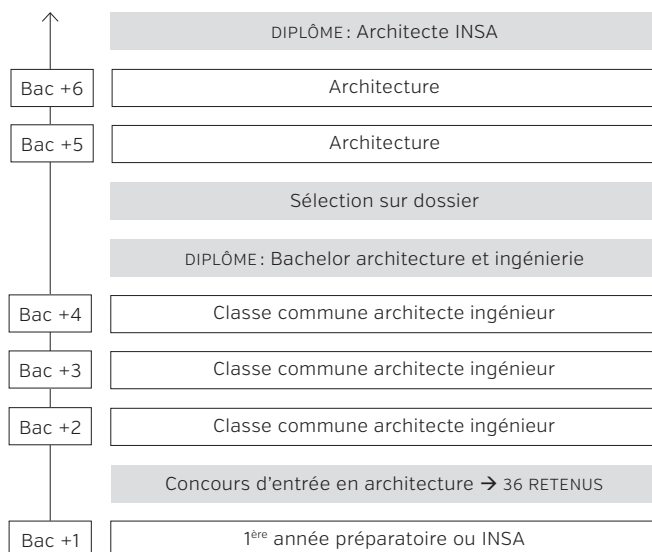 DIPLÔME : Architecte INSA
Bac +6 Architecture
Bac +5 Architecture
Sélection sur dossier
DIPLÔME : Bachelor architecture et ingénierie
Bac +4 Classe commune architecte ingénieur
Bac +3 Classe commune architecte ingénieur
Bac +2 Classe commune architecte ingénieur
Concours d'entrée en architecture → 36 RETENUS
Bac +1 1ère année préparatoire ou INSA